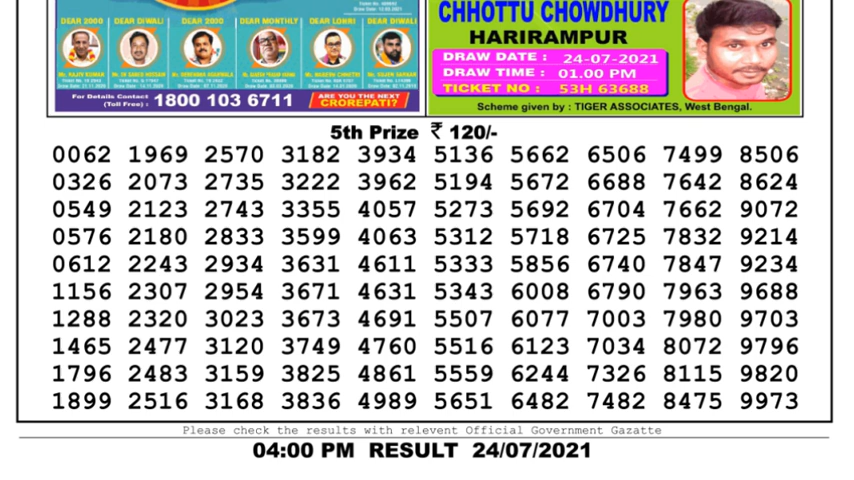 DEAR 2000 DEAR DIWALI DEAR 2000 DEAR MONTHLY DEAR LOHRI DEAR DIWALI
For Details Contact
(Toll Free) : 1800 103 6711
ARE YOU THE NEXT
CROREPATI?
CHHOTTU CHOWDHURY
HARIRAMPUR
DRAW DATE : 24-07-2021
DRAW TIME : 01.00 PM
TICKET NO : 53H 63688
Scheme given by : TIGER ASSOCIATES, West Bengal.
5th Prize ₹ 120/-
0062 1969 2570 3182 3934 5136 5662 6506 7499 8506
0326 2073 2735 3222 3962 5194 5672 6688 7642 8624
0549 2123 2743 3355 4057 5273 5692 6704 7662 9072
0576 2180 2833 3599 4063 5312 5718 6725 7832 9214
0612 2243 2934 3631 4611 5333 5856 6740 7847 9234
1156 2307 2954 3671 4631 5343 6008 6790 7963 9688
1288 2320 3023 3673 4691 5507 6077 7003 7980 9703
1465 2477 3120 3749 4760 5516 6123 7034 8072 9796
1796 2483 3159 3825 4861 5559 6244 7326 8115 9820
1899 2516 3168 3836 4989 5651 6482 7482 8475 9973
Please check the results with relevent Official Government Gazatte
04:00 PM RESULT 24/07/2021